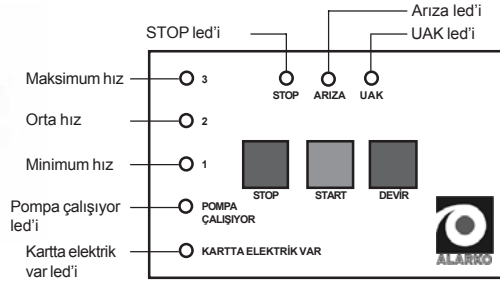 Arıza led'i
STOP led'i
UAK led'i
Maksimum hız
3
STOP
ARIZA
UAK
Orta hız
2
Minimum hız
1
STOP
START
DEVİR
Pompa çalışıyor
led'i
POMPA
ÇALIŞIYOR
Kartta elektrik
var led'i
KARTTA ELEKTRİK VAR
ALARKO